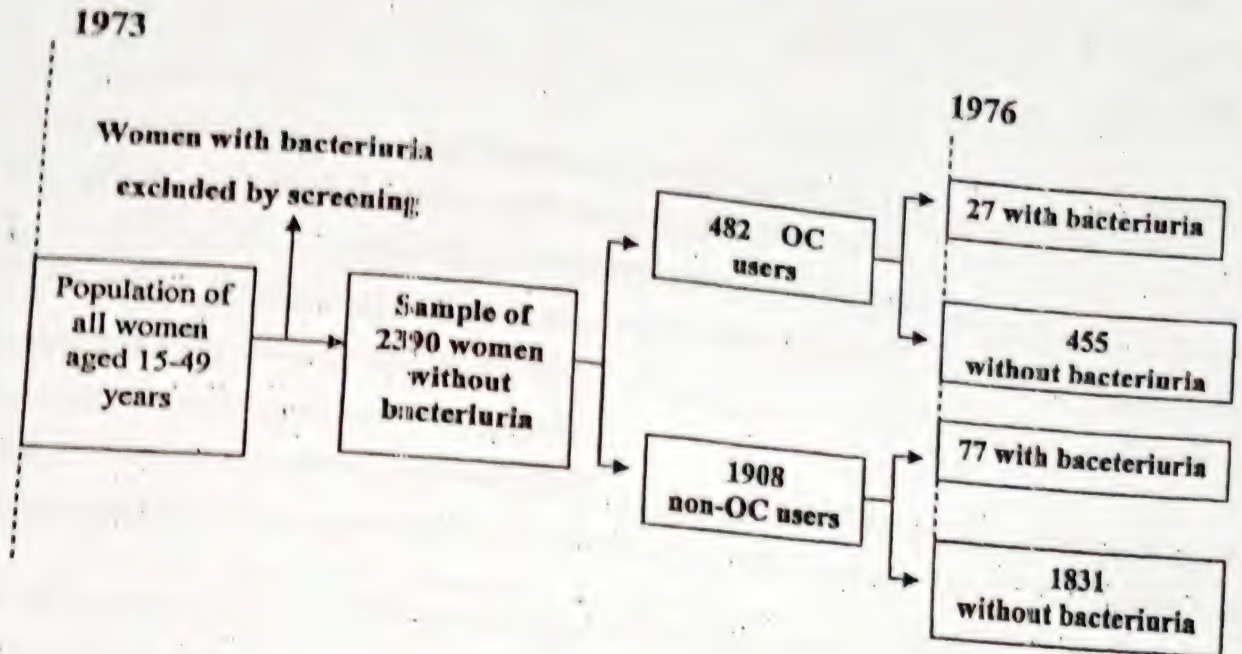 1973
Women with bacteriuria
excluded by screening
Population of
all women
aged 15-49
years
Sample of
2390 women
without
bacteriuria
482 OC
users
1908
non-OC users
1976
27 with bacteriuria
455
without bacteriuria
77 with baceteriuria
1831
without bacteriuria